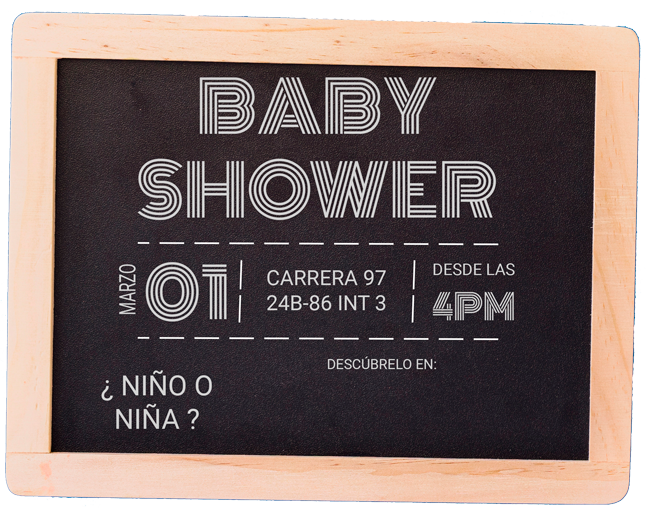 BABY
SHOWER
MARZO
01
CARRERA 97
24B-86 INT 3
DESDE LAS
4PM
DESCÚBRELO EN:
¿ NIÑO O
NIÑA ?